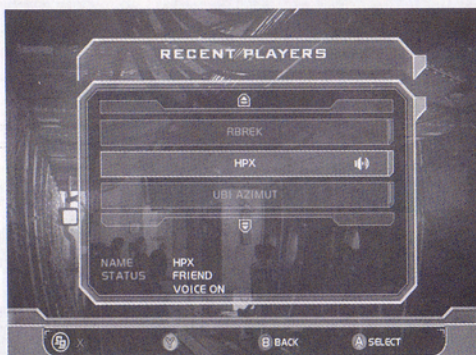 RECENT PLAYERS
RBREK
HPX
UBI AZIMUT
NAME HPX
STATUS FRIEND
VOICE ON
X Y B BACK A SELECT